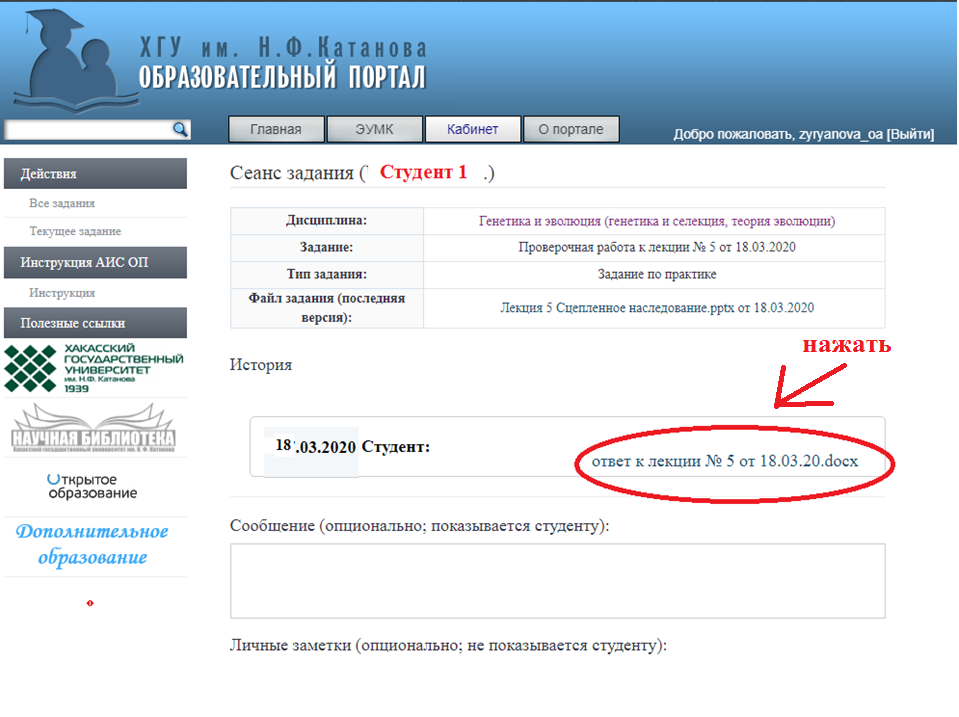 ХГУ им. Н.Ф.Катанова
ОБРАЗОВАТЕЛЬНЫЙ ПОРТАЛ
Главная
ЭУМК
Кабинет
О портале
Добро пожаловать, zyryanova_oa [Выйти]
Действия
Все задания
Текущее задание
Инструкция АИС ОП
Инструкция
Полезные ссылки
ХАКАССКИЙ
ГОСУДАРСТВЕННЫЙ
УНИВЕРСИТЕТ
им. Н.Ф. Катанова
1939
НАУЧНАЯ БИБЛИОТЕКА
Хакасский государственный университет им. Н. Ф. Катанова
Открытое
образование
Дополнительное
образование
Сеанс задания ( Студент 1 .)
Дисциплина: Генетика и эволюция (генетика и селекция, теория эволюции)
Задание: Проверочная работа к лекции № 5 от 18.03.2020
Тип задания: Задание по практике
Файл задания (последняя
версия): Лекция 5 Сцепленное наследование.pptx от 18.03.2020
нажать
История
18.03.2020 Студент:
ответ к лекции № 5 от 18.03.20.docx
Сообщение (опционально; показывается студенту):
Личные заметки (опционально; не показывается студенту):